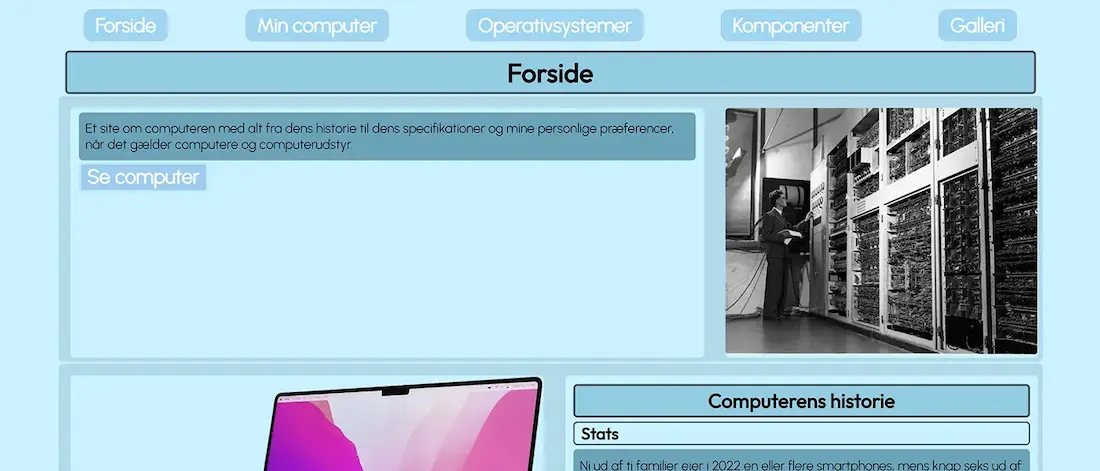 Forside
Min computer
Operativsystemer
Komponenter
Galleri
Forside
Et site om computeren med alt fra dens historie til dens specifikationer og mine personlige præferencer,
når det gælder computere og computerudstyr.
Se computer
Computerens historie
Stats
Ni ud af ti familier ejer i 2022 en eller flere smartphones, mens knap seks ud af